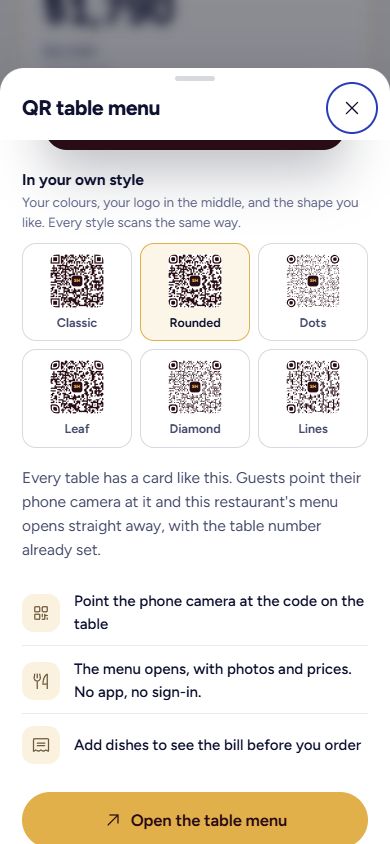 $1,790
QR table menu
In your own style
Your colours, your logo in the middle, and the shape you
like. Every style scans the same way.
Classic
Rounded
Dots
Leaf
Diamond
Lines
Every table has a card like this. Guests point their
phone camera at it and this restaurant's menu
opens straight away, with the table number
already set.
Point the phone camera at the code on the
table
The menu opens, with photos and prices.
No app, no sign-in.
Add dishes to see the bill before you order
Open the table menu